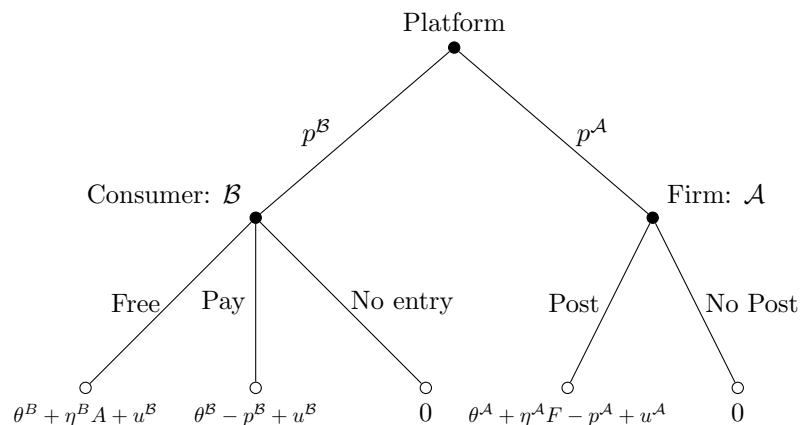 Platform
p^ℬ p^𝒜
Consumer: ℬ Firm: 𝒜
Free Pay No entry Post No Post
θ^B + η^B A + u^ℬ θ^ℬ − p^ℬ + u^ℬ 0 θ^𝒜 + η^𝒜 F − p^𝒜 + u^𝒜 0